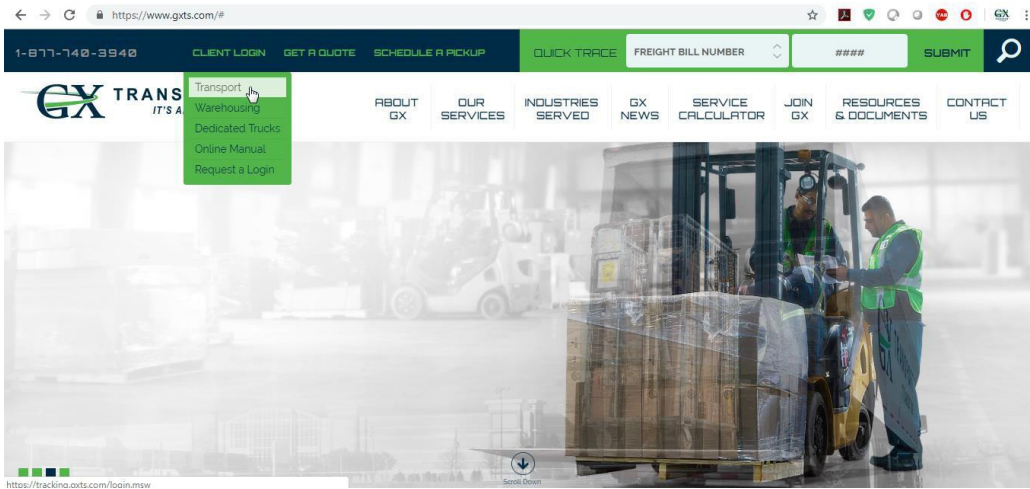 https://www.gxts.com/#
1-877-740-3940
CLIENT LOGIN
GET A QUOTE
SCHEDULE A PICKUP
QUICK TRACE
FREIGHT BILL NUMBER
####
SUBMIT
GX TRANS
IT'S A
Transport
Warehousing
Dedicated Trucks
Online Manual
Request a Login
ABOUT
GX
OUR
SERVICES
INDUSTRIES
SERVED
GX
NEWS
SERVICE
CALCULATOR
JOIN
GX
RESOURCES
& DOCUMENTS
CONTACT
US
Scroll Down
https://tracking.gxts.com/login.msw